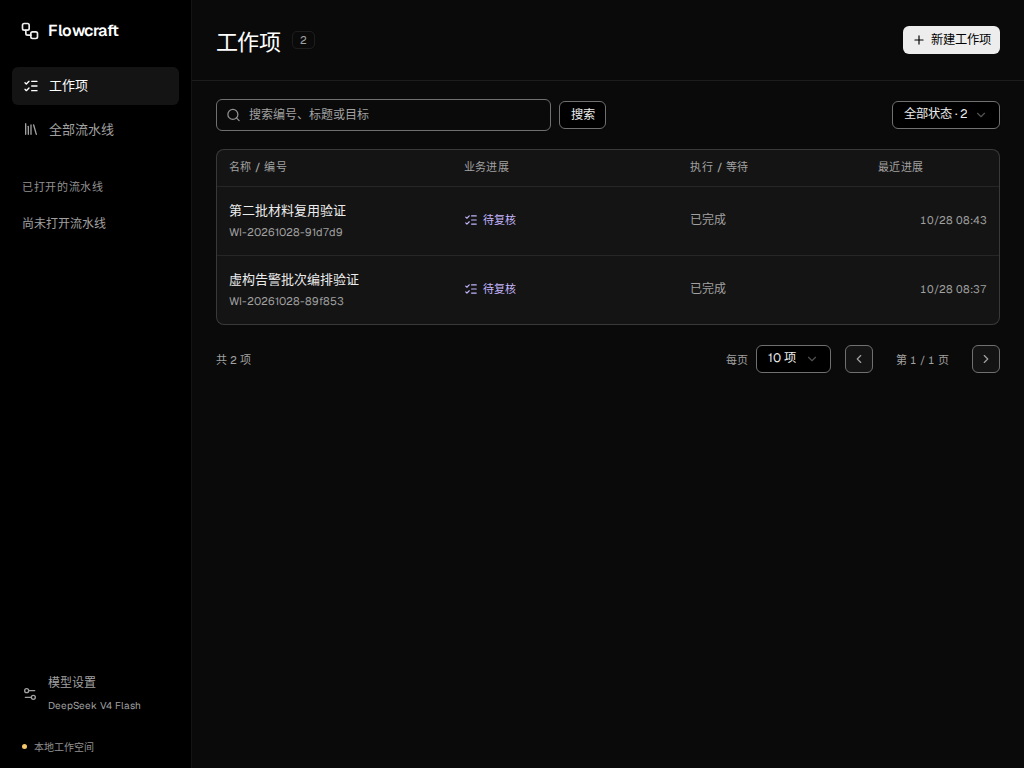 Flowcraft
工作项
全部流水线
已打开的流水线
尚未打开流水线
模型设置
DeepSeek V4 Flash
本地工作空间
工作项 2
新建工作项
搜索编号、标题或目标
搜索
全部状态 · 2
名称 / 编号 业务进展 执行 / 等待 最近进展
第二批材料复用验证
WI-20261028-91d7d9
待复核 已完成 10/28 08:43
虚构告警批次编排验证
WI-20261028-89f853
待复核 已完成 10/28 08:37
共 2 项
每页 10 项 第 1 / 1 页